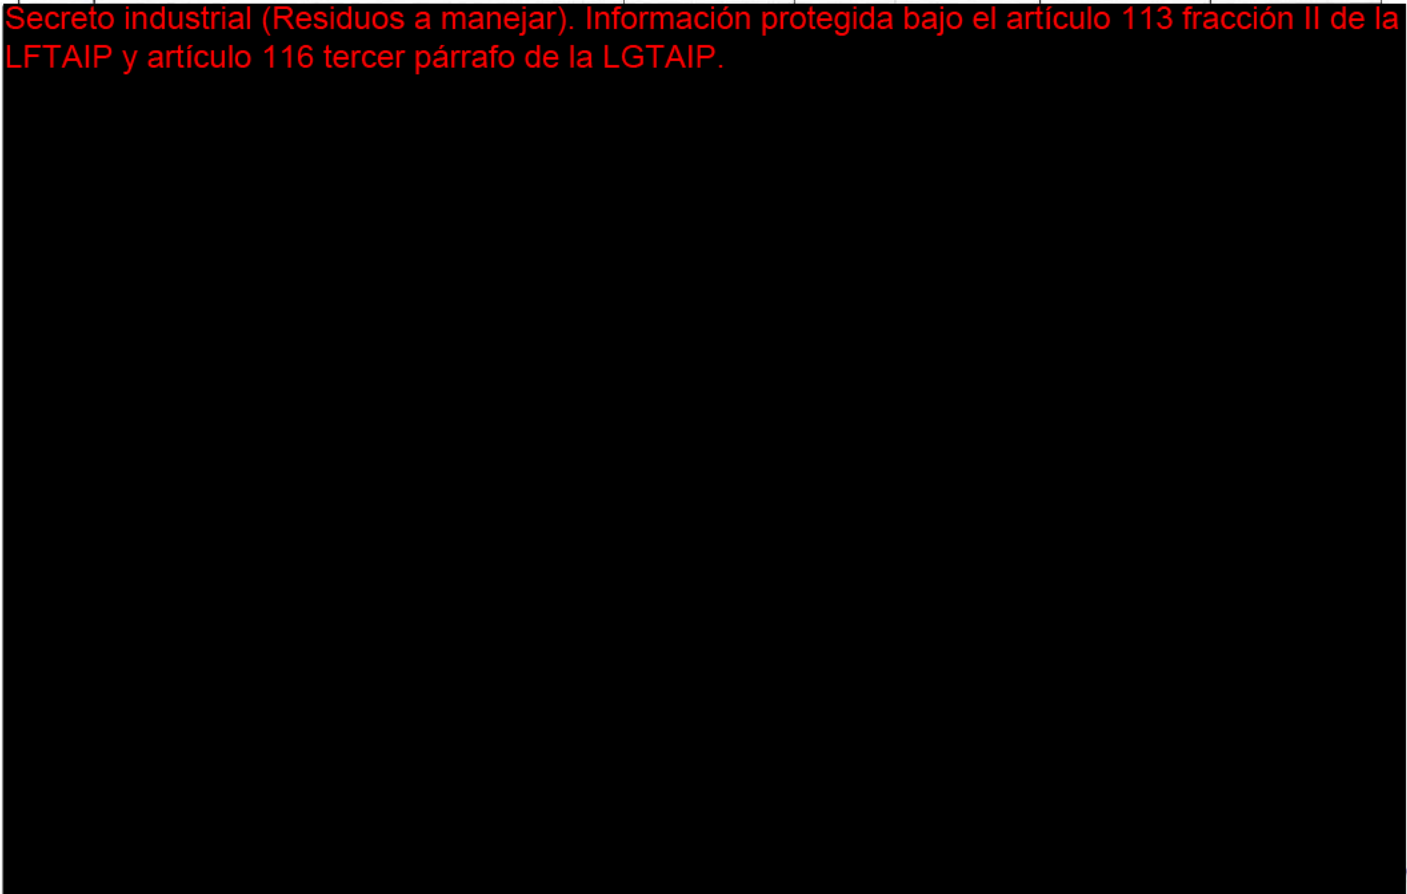 Secreto industrial (Residuos a manejar). Información protegida bajo el artículo 113 fracción II de la
LFTAIP y artículo 116 tercer párrafo de la LGTAIP.